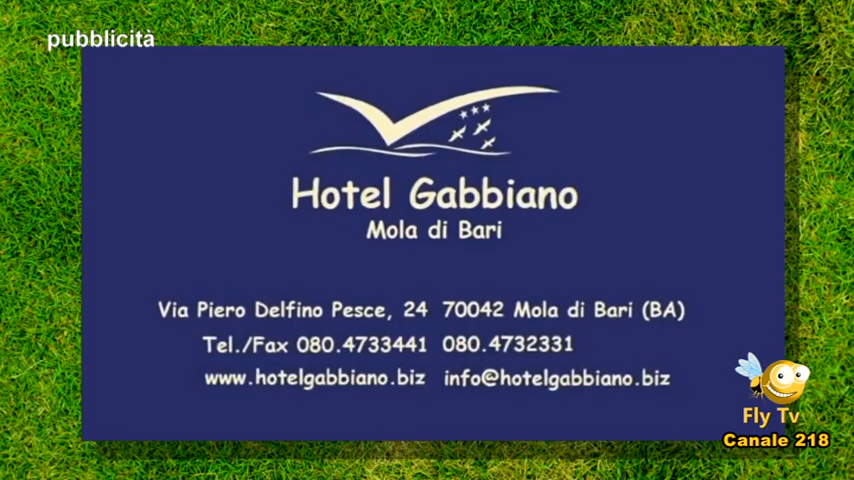 pubblicità
Hotel Gabbiano
Mola di Bari
Via Piero Delfino Pesce, 24 70042 Mola di Bari (BA)
Tel./Fax 080.4733441 080.4732331
www.hotelgabbiano.biz info@hotelgabbiano.biz
Fly Tv
Canale 218